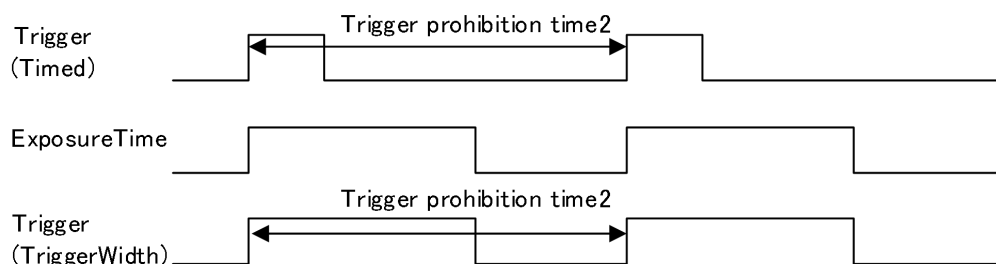 Trigger prohibition time2
Trigger
(Timed)
ExposureTime
Trigger prohibition time2
Trigger
(TriggerWidth)